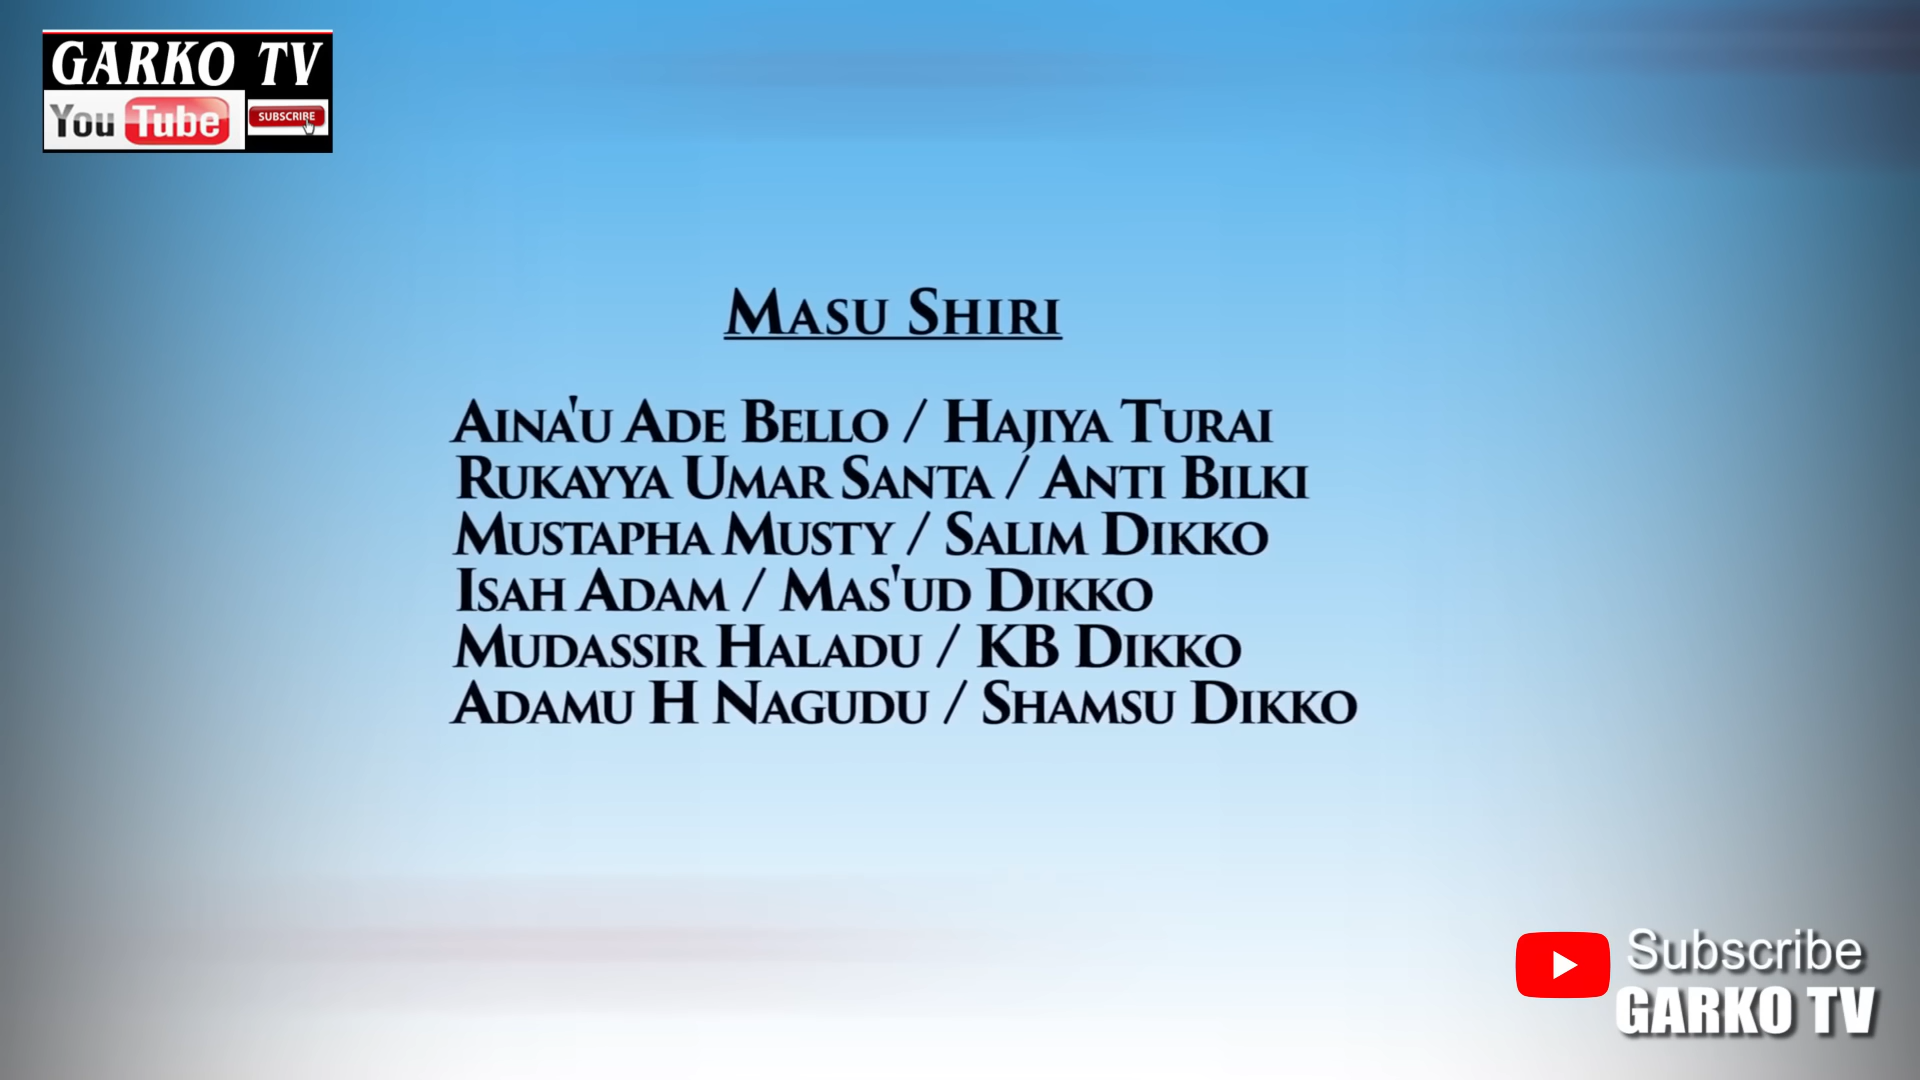 GARKO TV
You Tube
SUBSCRIBE
MASU SHIRI
AINA'U ADE BELLO / HAJIYA TURAI
RUKAYYA UMAR SANTA / ANTI BILKI
MUSTAPHA MUSTY / SALIM DIKKO
ISAH ADAM / MAS'UD DIKKO
MUDASSIR HALADU / KB DIKKO
ADAMU H NAGUDU / SHAMSU DIKKO
Subscribe
GARKO TV